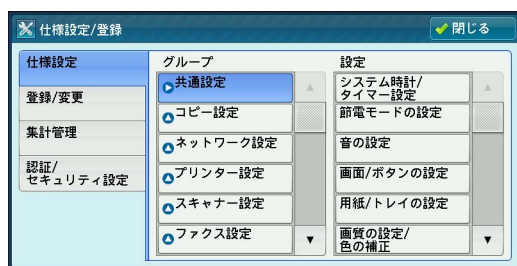 仕様設定/登録
閉じる
仕様設定
登録/変更
集計管理
認証/
セキュリティ設定
グループ
共通設定
コピー設定
ネットワーク設定
プリンター設定
スキャナー設定
ファクス設定
設定
システム時計/
タイマー設定
節電モードの設定
音の設定
画面/ボタンの設定
用紙/トレイの設定
画質の設定/
色の補正